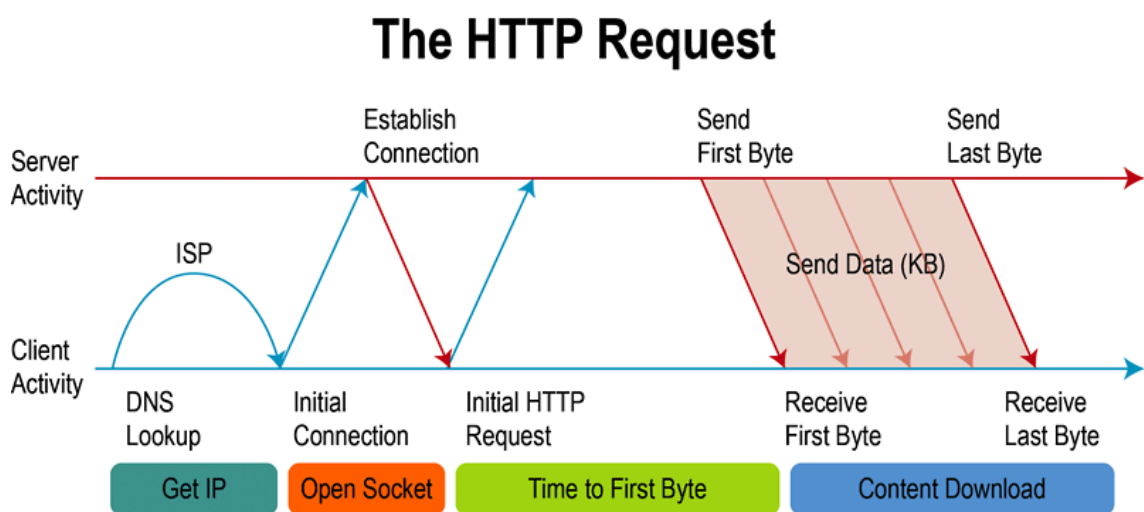 The HTTP Request
Establish
Connection
Send
First Byte
Send
Last Byte
Server
Activity
ISP
Send Data (KB)
Client
Activity
DNS
Lookup
Initial
Connection
Initial HTTP
Request
Receive
First Byte
Receive
Last Byte
Get IP
Open Socket
Time to First Byte
Content Download